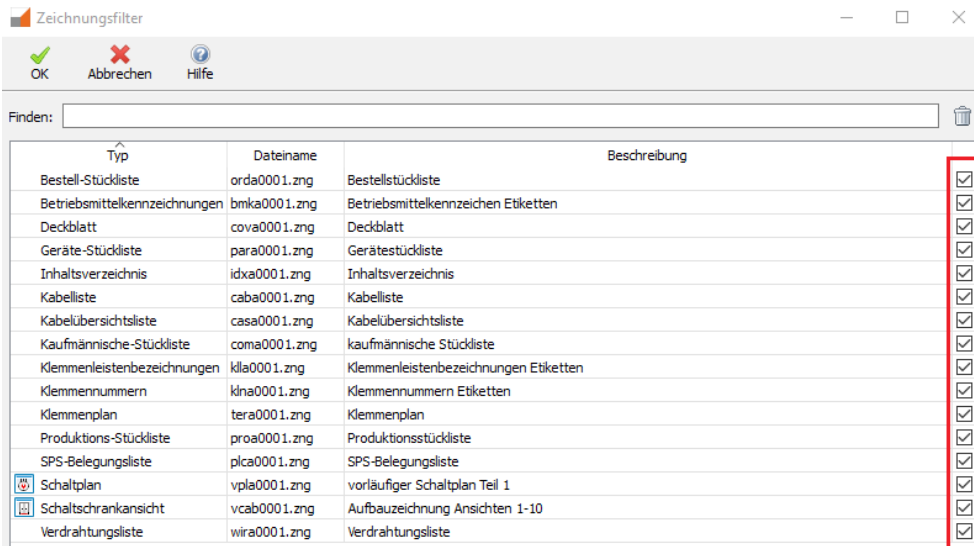 Zeichnungsfilter
OK Abbrechen Hilfe
Finden:
Typ Dateiname Beschreibung
Bestell-Stückliste orda0001.zng Bestellstückliste
Betriebsmittelkennzeichnungen bmka0001.zng Betriebsmittelkennzeichen Etiketten
Deckblatt cova0001.zng Deckblatt
Geräte-Stückliste para0001.zng Gerätestückliste
Inhaltsverzeichnis idxa0001.zng Inhaltsverzeichnis
Kabelliste caba0001.zng Kabelliste
Kabelübersichtsliste casa0001.zng Kabelübersichtsliste
Kaufmännische-Stückliste coma0001.zng kaufmännische Stückliste
Klemmenleistenbezeichnungen klla0001.zng Klemmenleistenbezeichnungen Etiketten
Klemmennummern klna0001.zng Klemmennummern Etiketten
Klemmenplan tera0001.zng Klemmenplan
Produktions-Stückliste proa0001.zng Produktionsstückliste
SPS-Belegungsliste plca0001.zng SPS-Belegungsliste
Schaltplan vpla0001.zng vorläufiger Schaltplan Teil 1
Schaltschrankansicht vcab0001.zng Aufbauzeichnung Ansichten 1-10
Verdrahtungsliste wira0001.zng Verdrahtungsliste